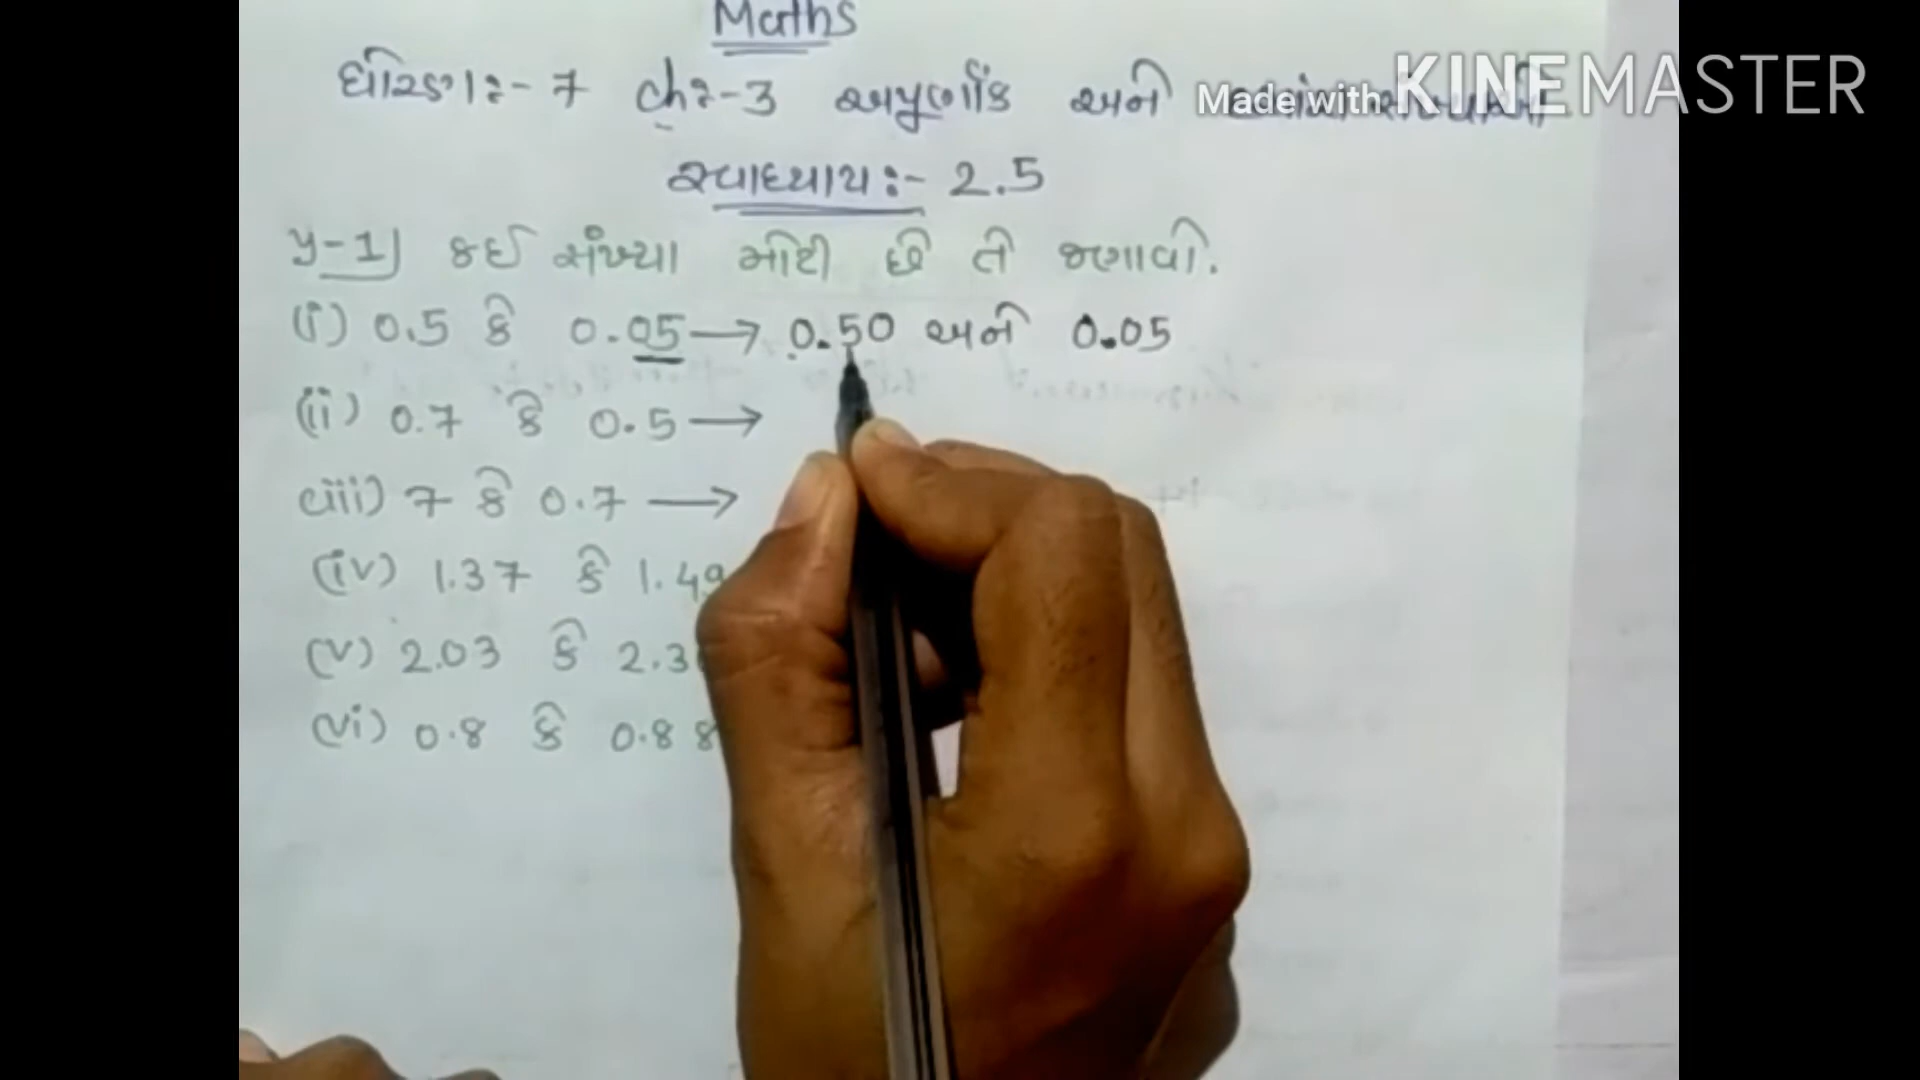 Maths
ધોરણ:- 7 ch:-3 અપૂર્ણાંક અને
Made with KINEMASTER
સ્વાધ્યાય:- 2.5
પ્ર-1) કઈ સંખ્યા મોટી છે તે જણાવો.
(i) 0.5 કે 0.05 → 0.50 અને 0.05
(ii) 0.7 કે 0.5 →
(iii) 7 કે 0.7 →
(iv) 1.37 કે 1.49
(v) 2.03 કે 2.3
(vi) 0.8 કે 0.88